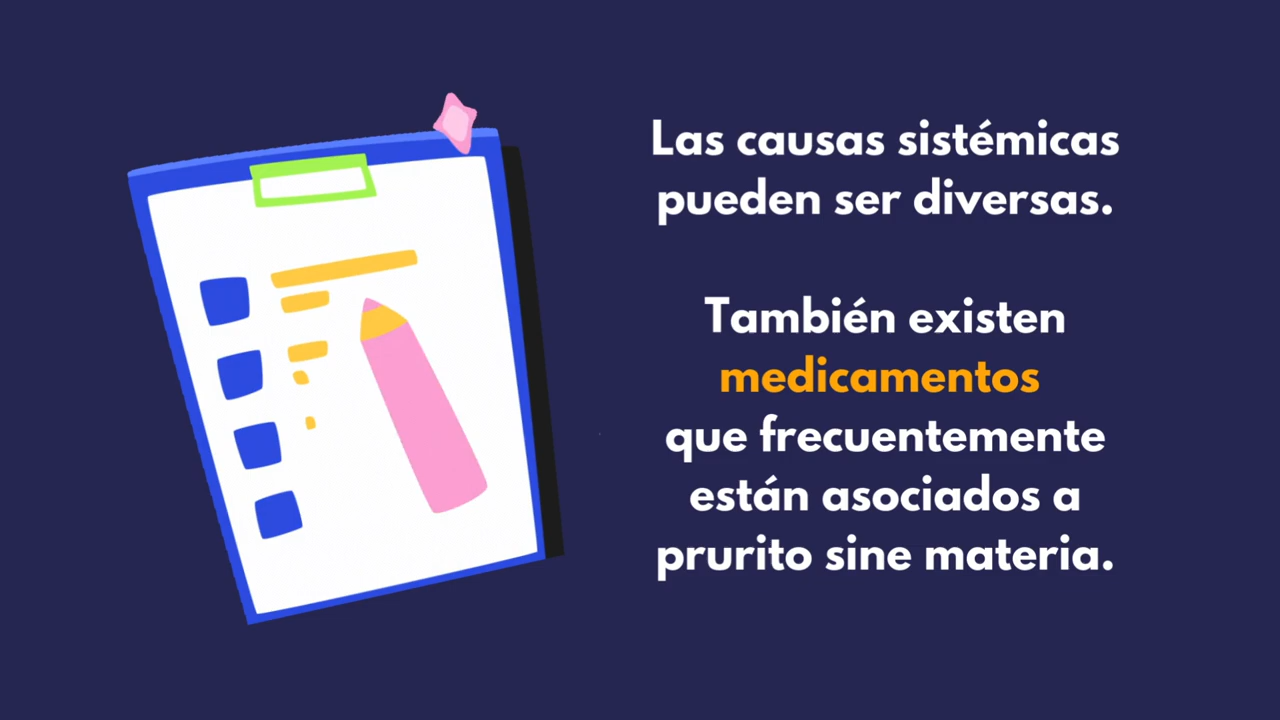 Las causas sistémicas
pueden ser diversas.
También existen
medicamentos
que frecuentemente
están asociados a
prurito sine materia.